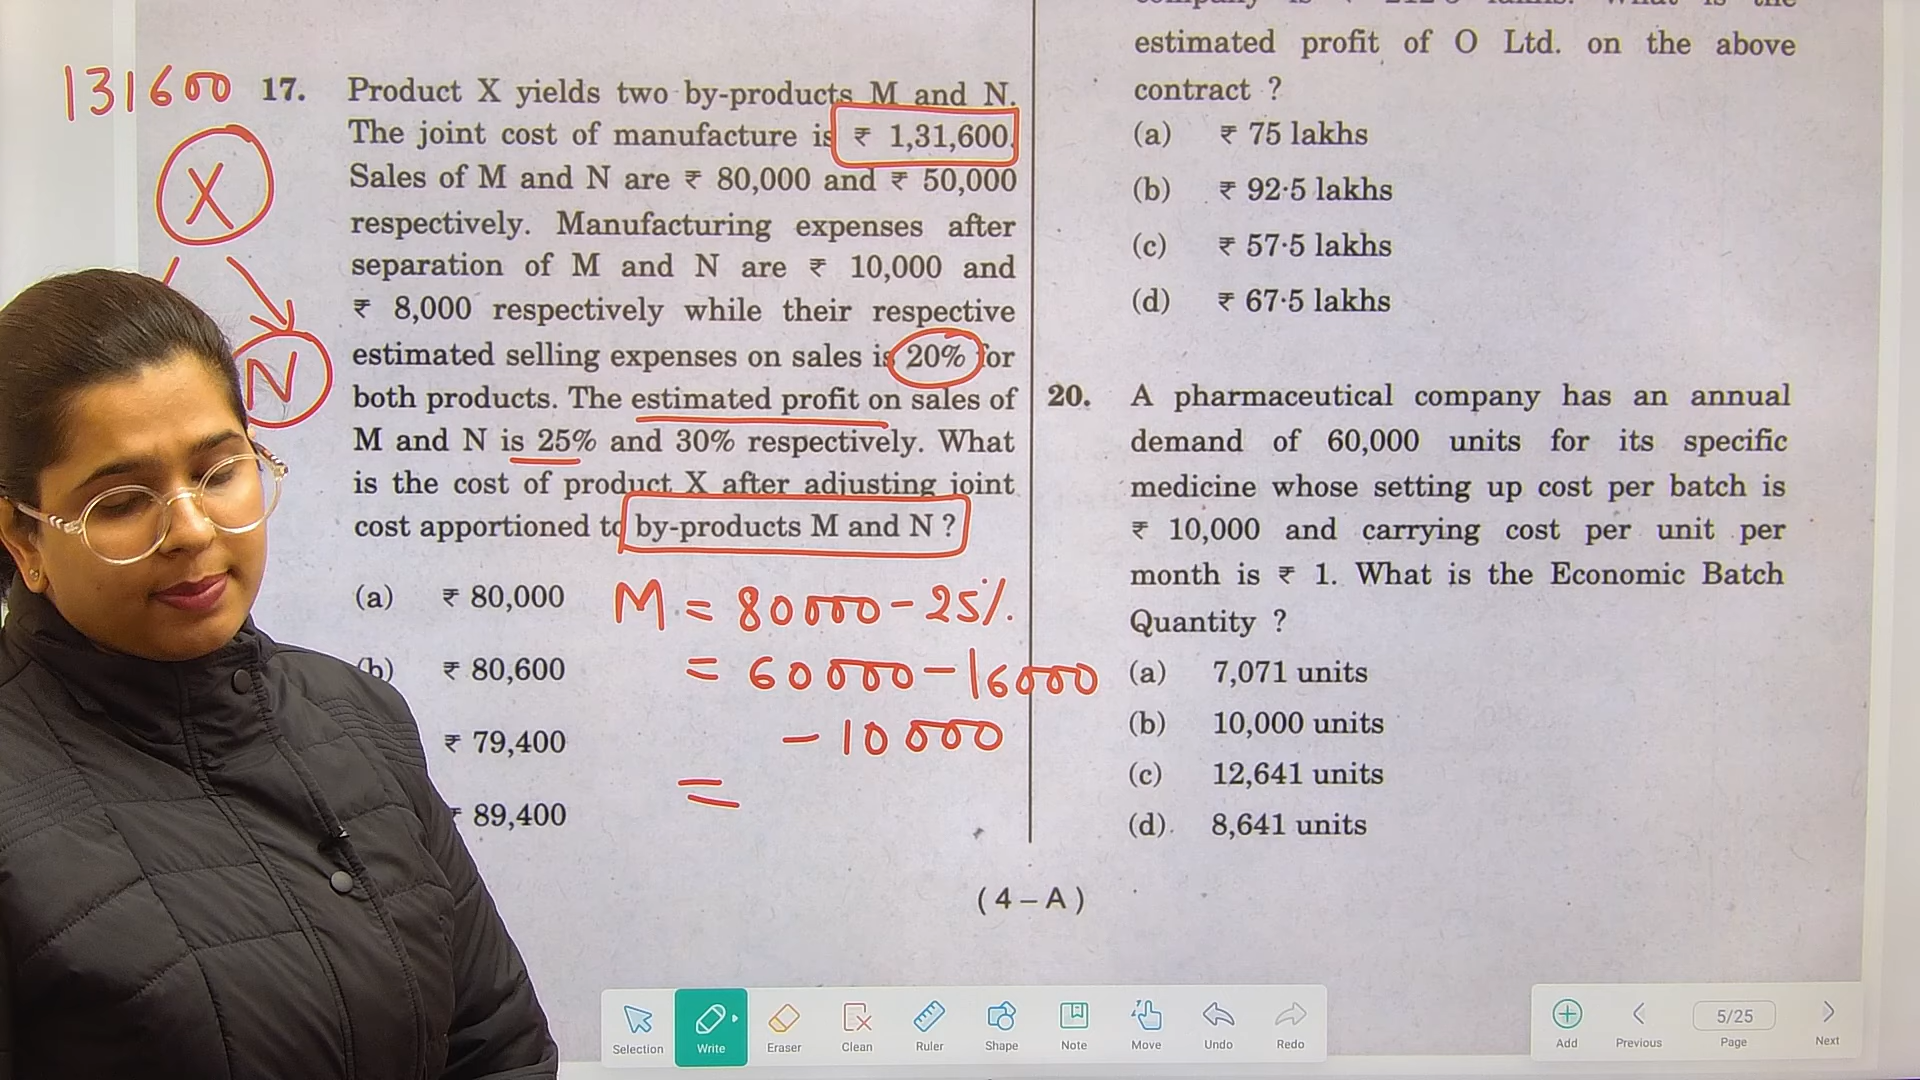 131600
17. Product X yields two by-products M and N.
The joint cost of manufacture is ₹ 1,31,600.
Sales of M and N are ₹ 80,000 and ₹ 50,000
respectively. Manufacturing expenses after
separation of M and N are ₹ 10,000 and
₹ 8,000 respectively while their respective
estimated selling expenses on sales is 20% for
both products. The estimated profit on sales of
M and N is 25% and 30% respectively. What
is the cost of product X after adjusting joint
cost apportioned to by-products M and N ?
(a) ₹ 80,000
(b) ₹ 80,600
₹ 79,400
₹ 89,400
X
N
M = 80000 - 25%.
= 60000 - 16000
- 10000
=
estimated profit of O Ltd. on the above
contract ?
(a) ₹ 75 lakhs
(b) ₹ 92·5 lakhs
(c) ₹ 57·5 lakhs
(d) ₹ 67·5 lakhs
20. A pharmaceutical company has an annual
demand of 60,000 units for its specific
medicine whose setting up cost per batch is
₹ 10,000 and carrying cost per unit per
month is ₹ 1. What is the Economic Batch
Quantity ?
(a) 7,071 units
(b) 10,000 units
(c) 12,641 units
(d) 8,641 units
( 4 – A )
Selection Write Eraser Clean Ruler Shape Note Move Undo Redo
Add Previous 5/25 Page Next